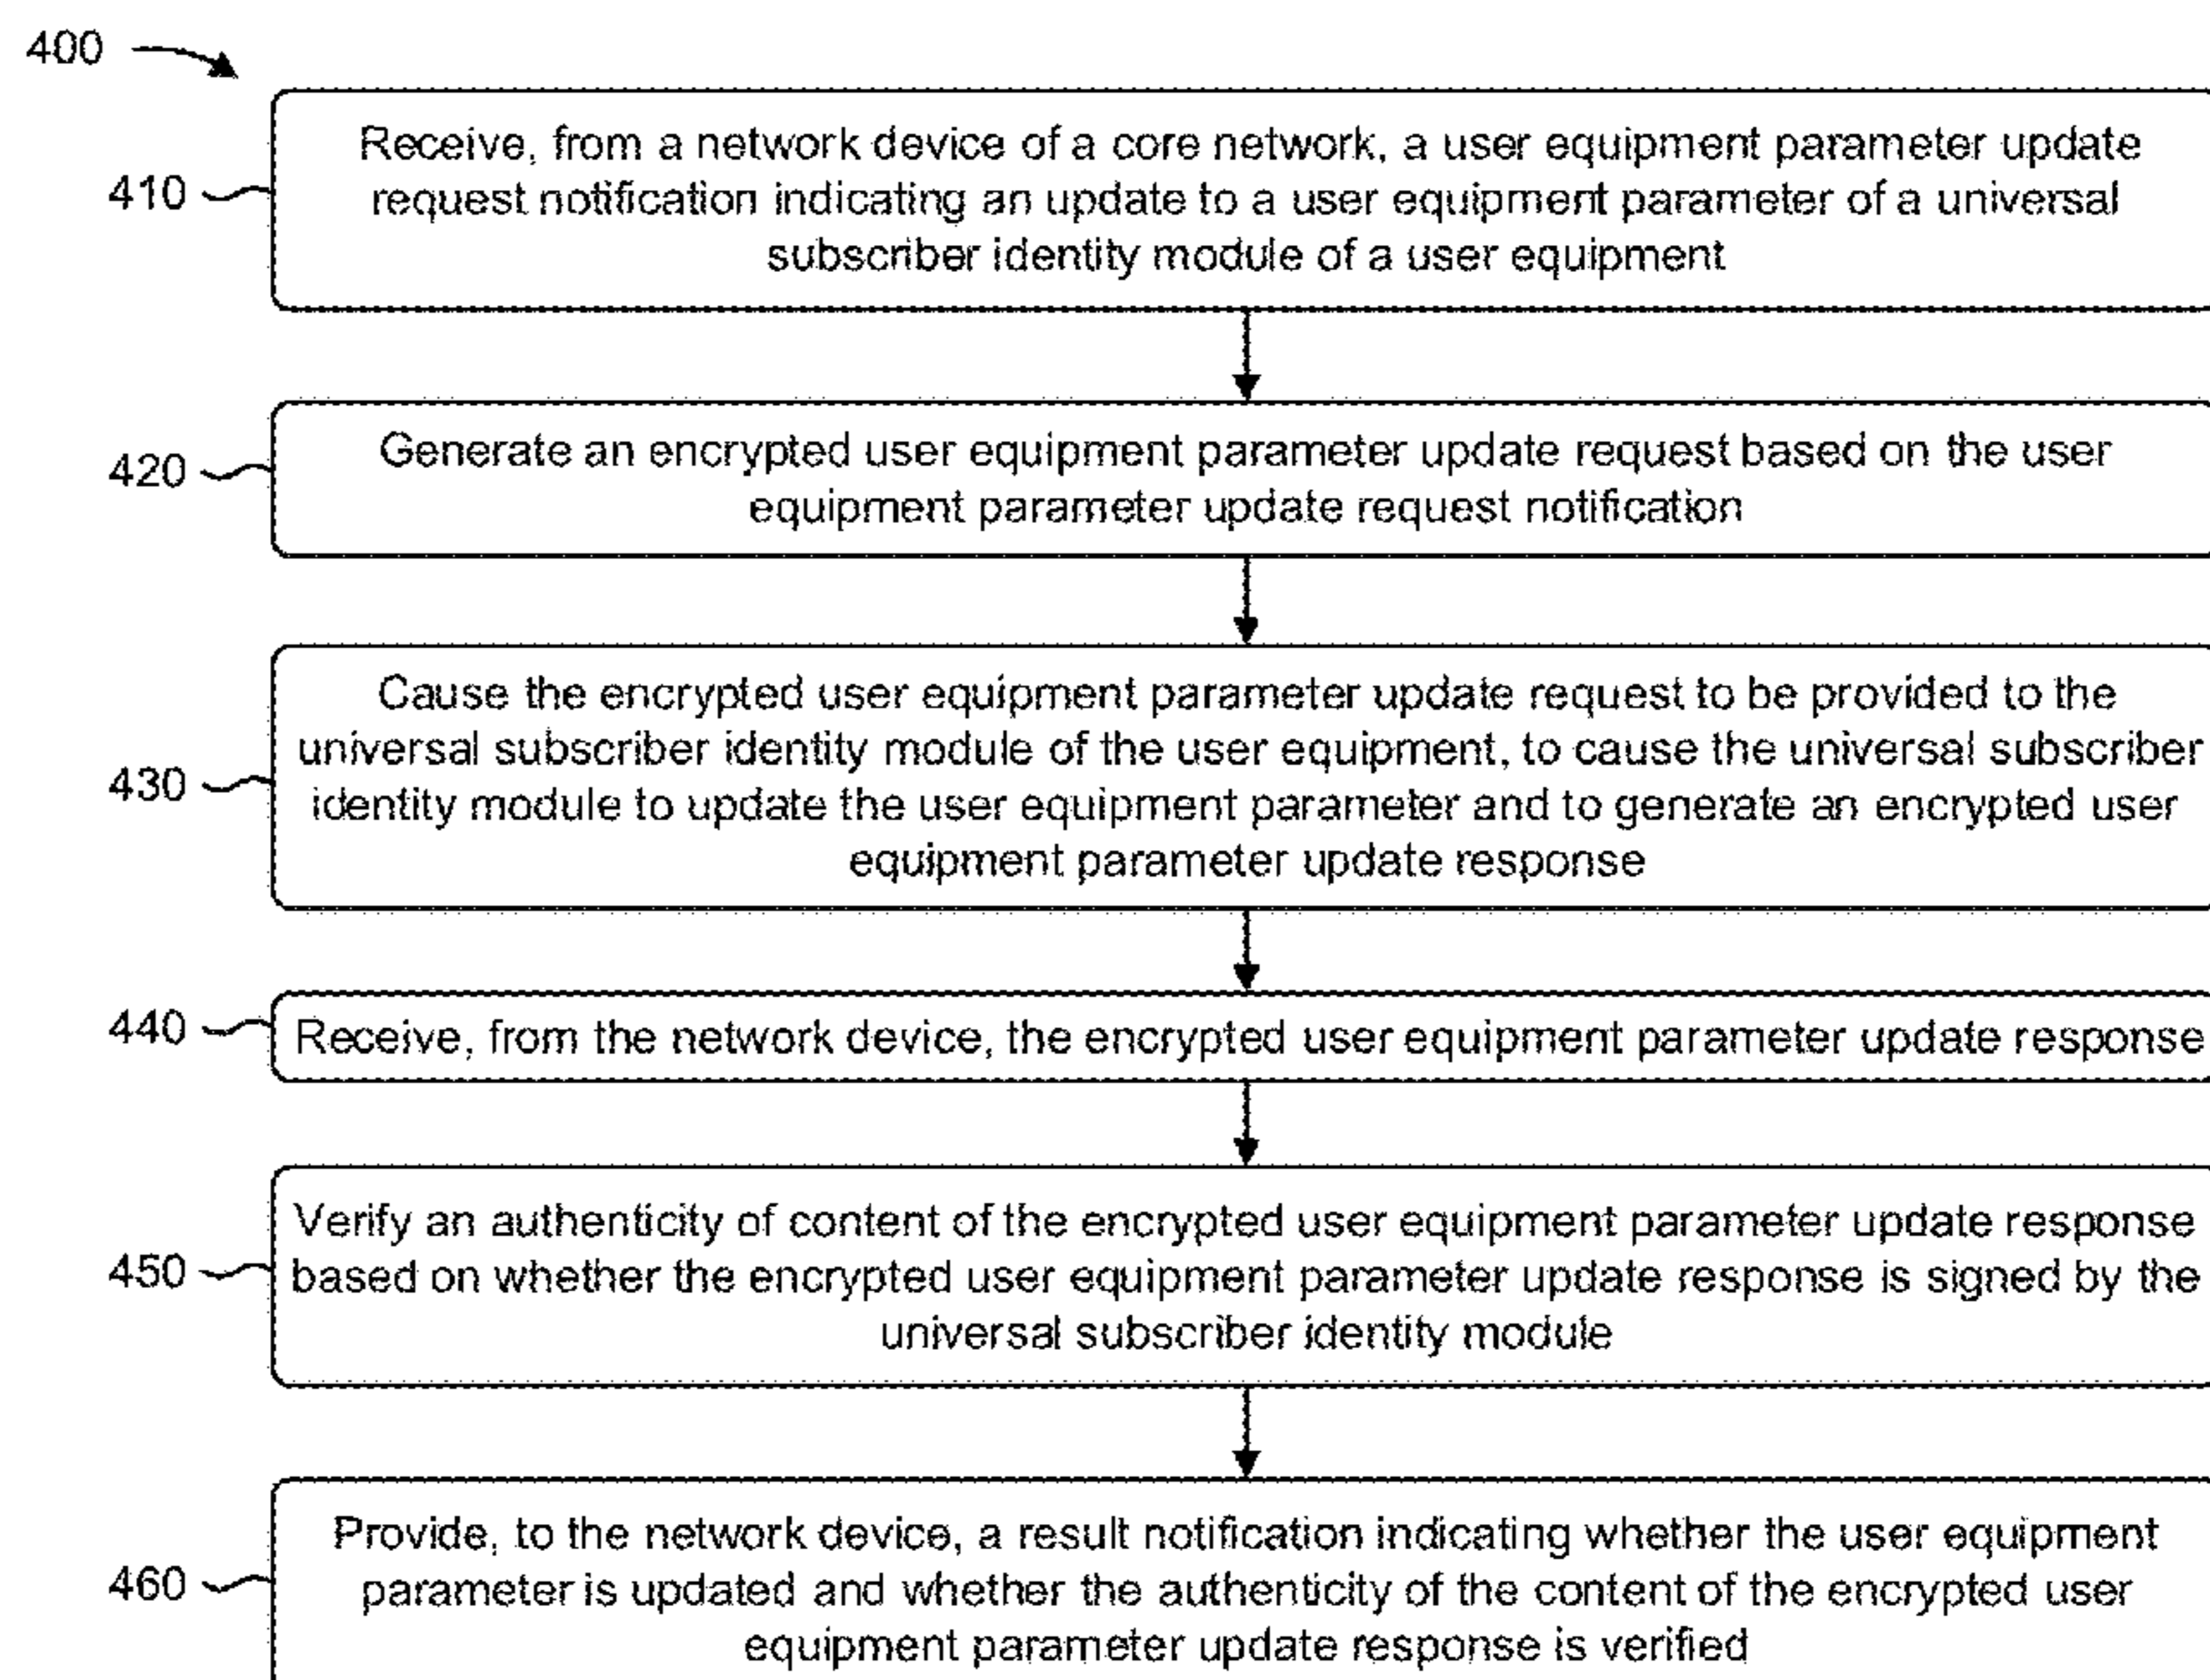 400
410
Receive, from a network device of a core network, a user equipment parameter update
request notification indicating an update to a user equipment parameter of a universal
subscriber identity module of a user equipment
420
Generate an encrypted user equipment parameter update request based on the user
equipment parameter update request notification
430
Cause the encrypted user equipment parameter update request to be provided to the
universal subscriber identity module of the user equipment, to cause the universal subscriber
identity module to update the user equipment parameter and to generate an encrypted user
equipment parameter update response
440
Receive, from the network device, the encrypted user equipment parameter update response
450
Verify an authenticity of content of the encrypted user equipment parameter update response
based on whether the encrypted user equipment parameter update response is signed by the
universal subscriber identity module
460
Provide, to the network device, a result notification indicating whether the user equipment
parameter is updated and whether the authenticity of the content of the encrypted user
equipment parameter update response is verified